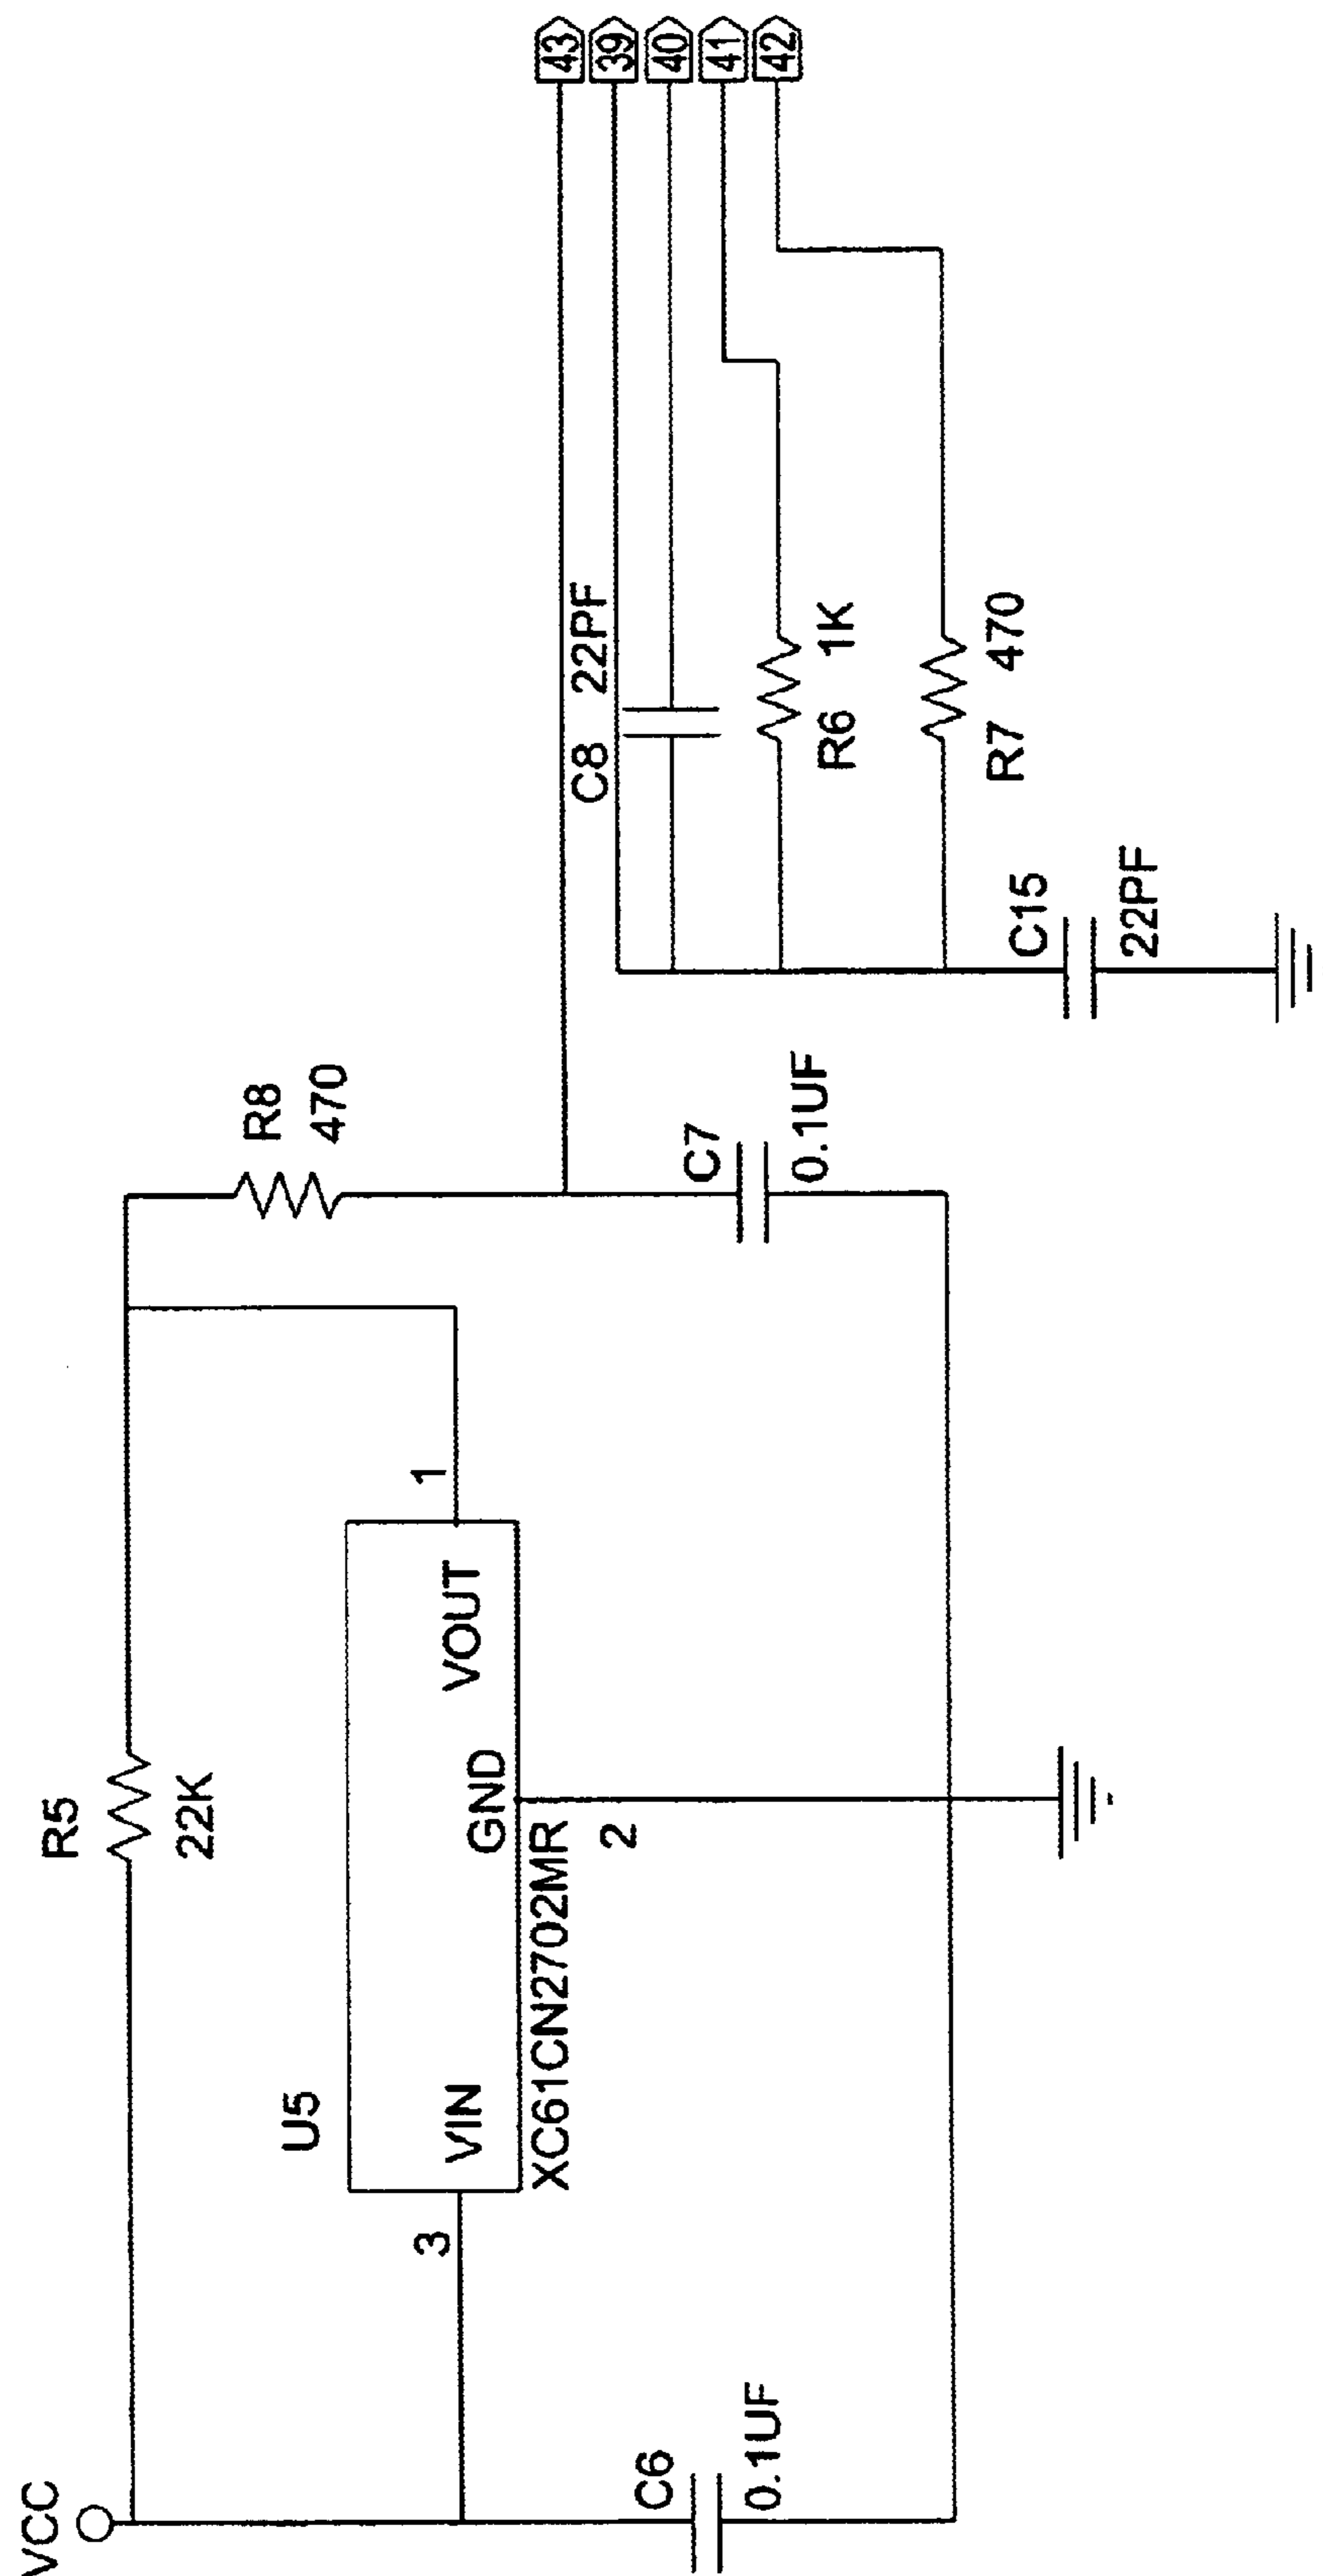 VCC
R5
22K
U5
3
VIN
GND
VOUT
1
XC61CN2702MR
2
C6
0.1UF
R8
470
C7
0.1UF
43
39
40
41
42
C8 22PF
R6 1K
R7 470
C15
22PF